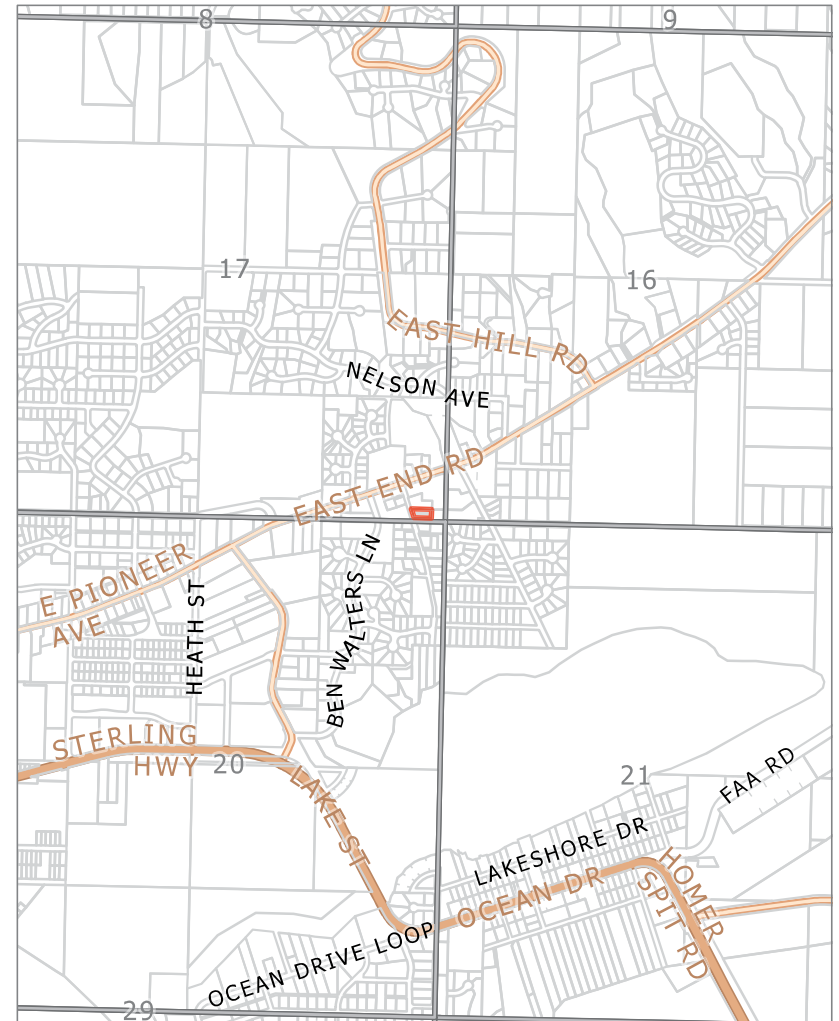 8
9
17
16
EAST HILL RD
NELSON AVE
EAST END RD
E PIONEER
AVE
HEATH ST
BEN WALTERS LN
STERLING
HWY
20
21
FAA RD
LAKE ST
LAKESHORE DR
OCEAN DR
HOMER
SPIT RD
OCEAN DRIVE LOOP
29